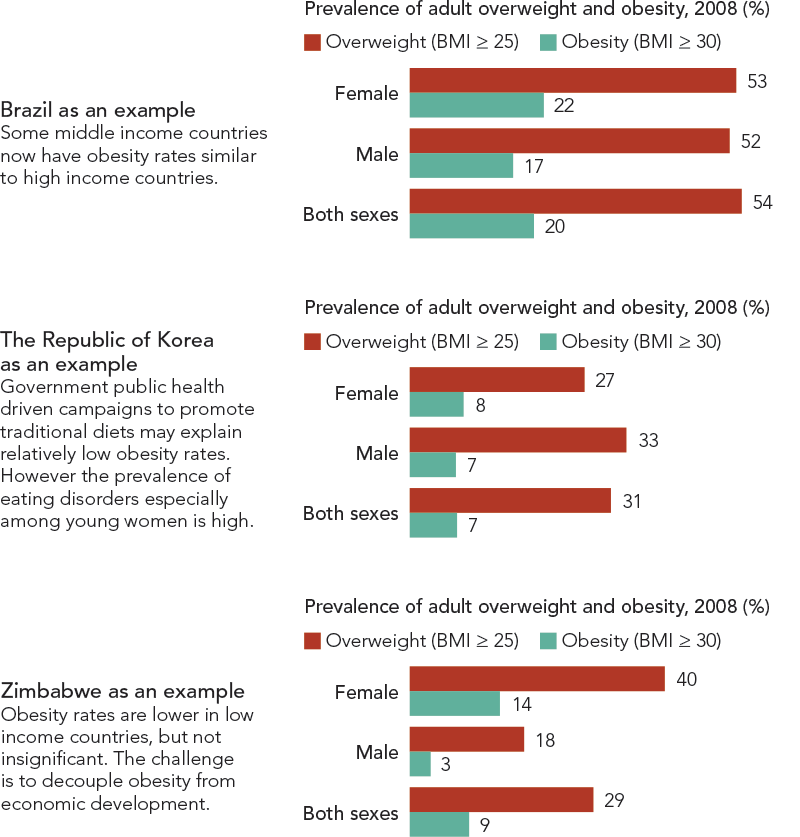 Prevalence of adult overweight and obesity, 2008 (%)
Overweight (BMI ≥ 25) Obesity (BMI ≥ 30)
Brazil as an example
Some middle income countries
now have obesity rates similar
to high income countries.
Female 53
22
Male 52
17
Both sexes 54
20
Prevalence of adult overweight and obesity, 2008 (%)
Overweight (BMI ≥ 25) Obesity (BMI ≥ 30)
The Republic of Korea
as an example
Government public health
driven campaigns to promote
traditional diets may explain
relatively low obesity rates.
However the prevalence of
eating disorders especially
among young women is high.
Female 27
8
Male 33
7
Both sexes 31
7
Prevalence of adult overweight and obesity, 2008 (%)
Overweight (BMI ≥ 25) Obesity (BMI ≥ 30)
Zimbabwe as an example
Obesity rates are lower in low
income countries, but not
insignificant. The challenge
is to decouple obesity from
economic development.
Female 40
14
Male 18
3
Both sexes 29
9